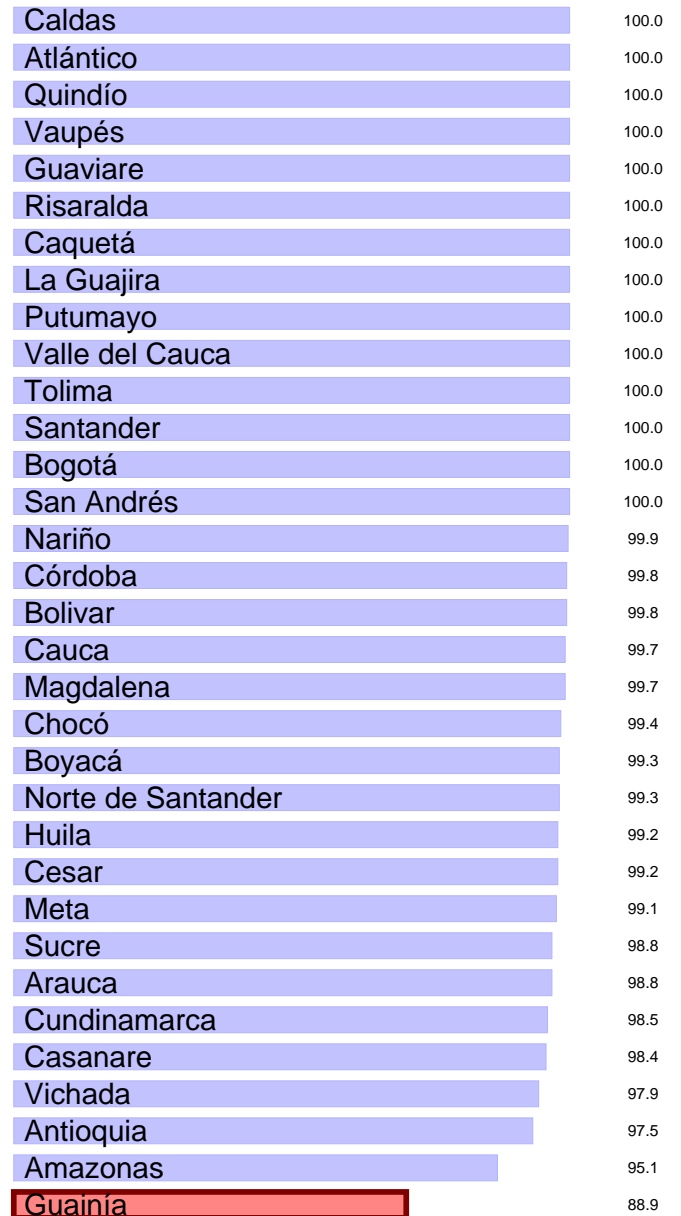 Caldas 100.0
Atlántico 100.0
Quindío 100.0
Vaupés 100.0
Guaviare 100.0
Risaralda 100.0
Caquetá 100.0
La Guajira 100.0
Putumayo 100.0
Valle del Cauca 100.0
Tolima 100.0
Santander 100.0
Bogotá 100.0
San Andrés 100.0
Nariño 99.9
Córdoba 99.8
Bolivar 99.8
Cauca 99.7
Magdalena 99.7
Chocó 99.4
Boyacá 99.3
Norte de Santander 99.3
Huila 99.2
Cesar 99.2
Meta 99.1
Sucre 98.8
Arauca 98.8
Cundinamarca 98.5
Casanare 98.4
Vichada 97.9
Antioquia 97.5
Amazonas 95.1
Guainía 88.9